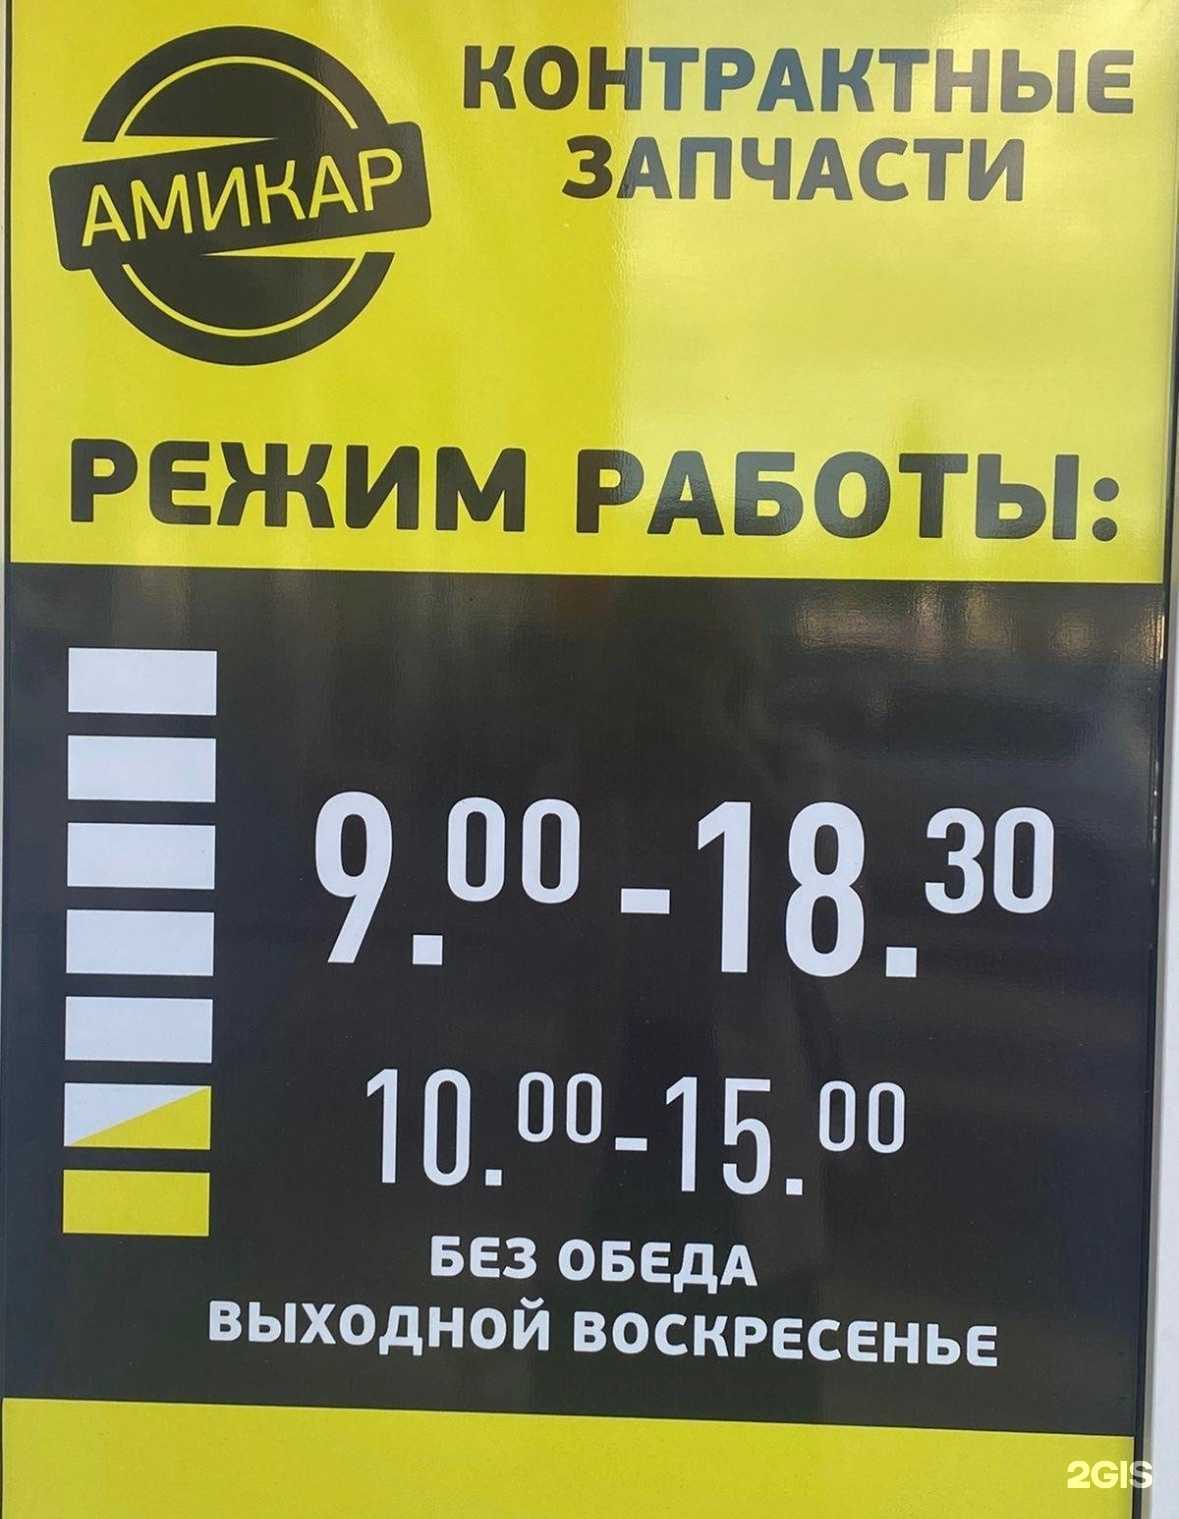 АМИКАР
КОНТРАКТНЫЕ
ЗАПЧАСТИ
РЕЖИМ РАБОТЫ:
9.00-18.30
10.00-15.00
БЕЗ ОБЕДА
ВЫХОДНОЙ ВОСКРЕСЕНЬЕ
2GIS